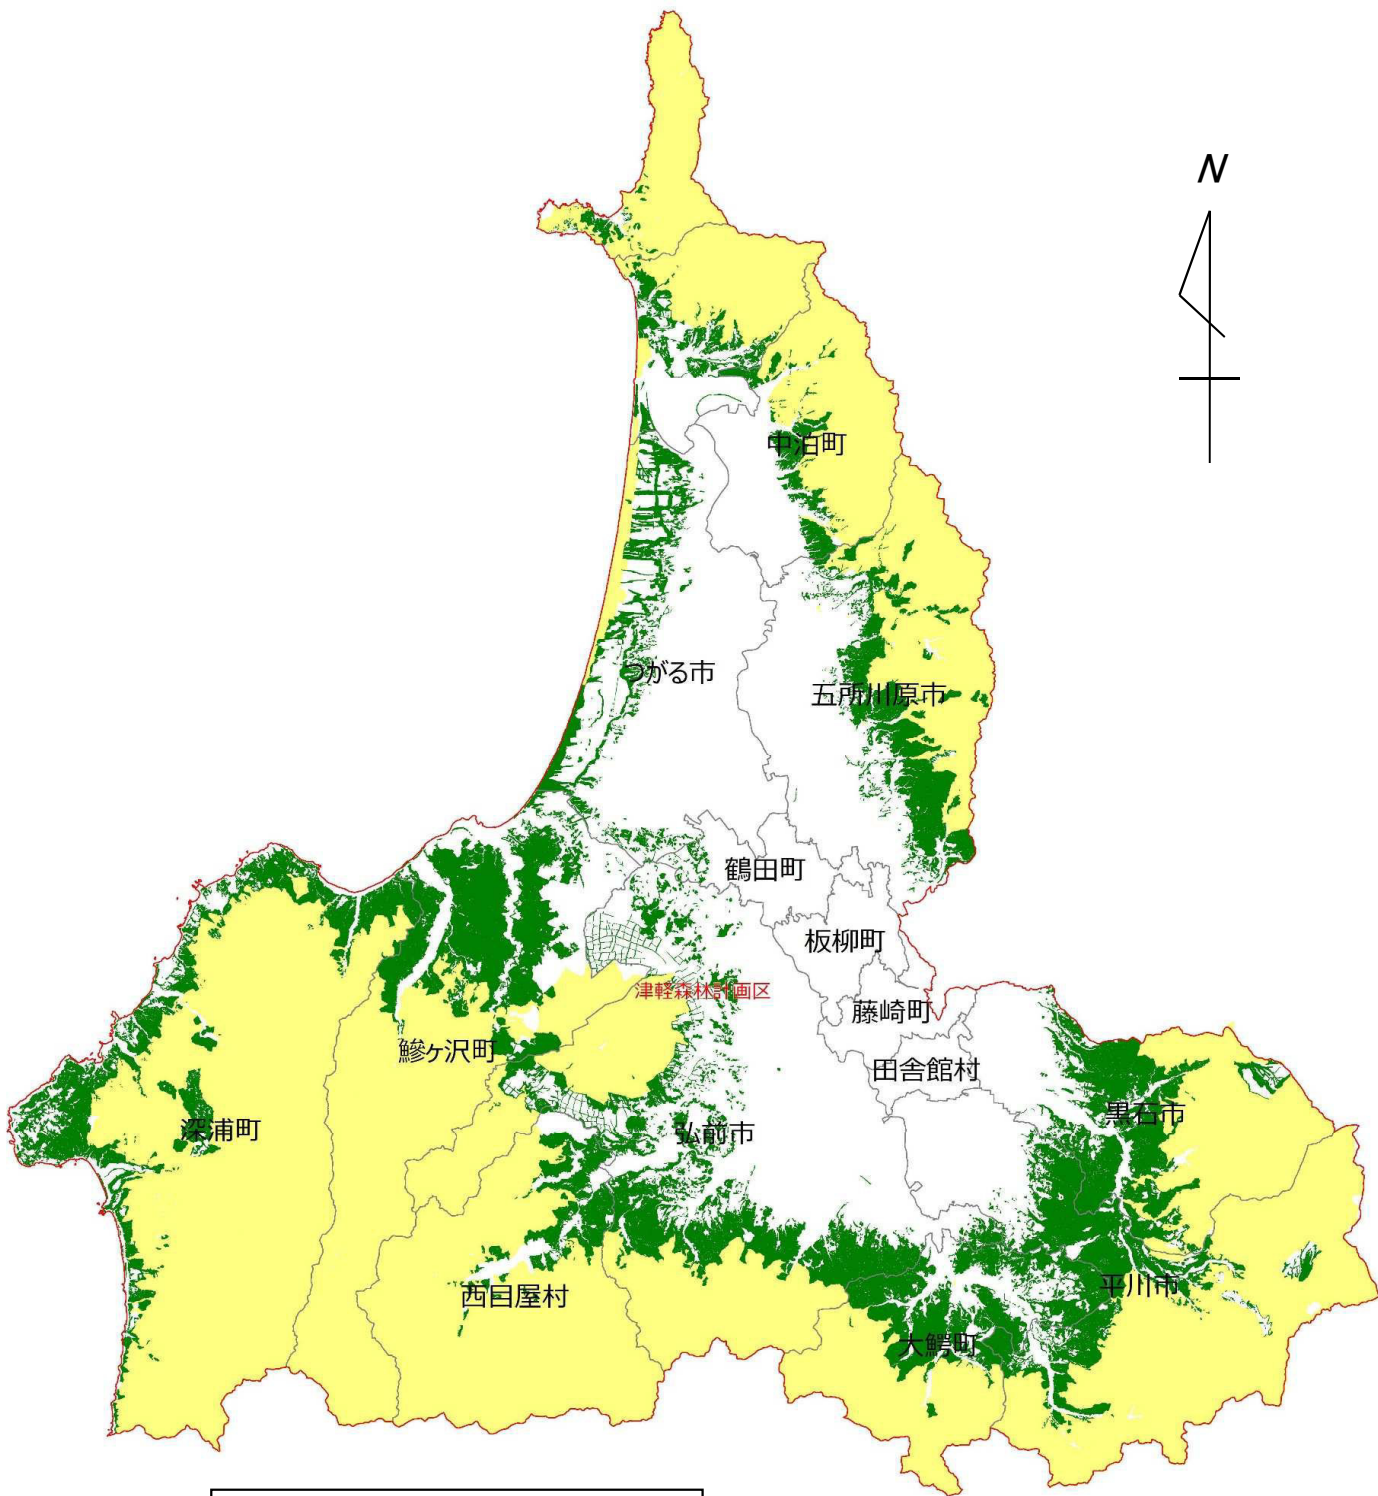 N
中泊町
つがる市
五所川原市
鶴田町
板柳町
津軽森林計画区
藤崎町
鰺ヶ沢町
田舎館村
黒石市
深浦町
弘前市
平川市
西目屋村
大鰐町